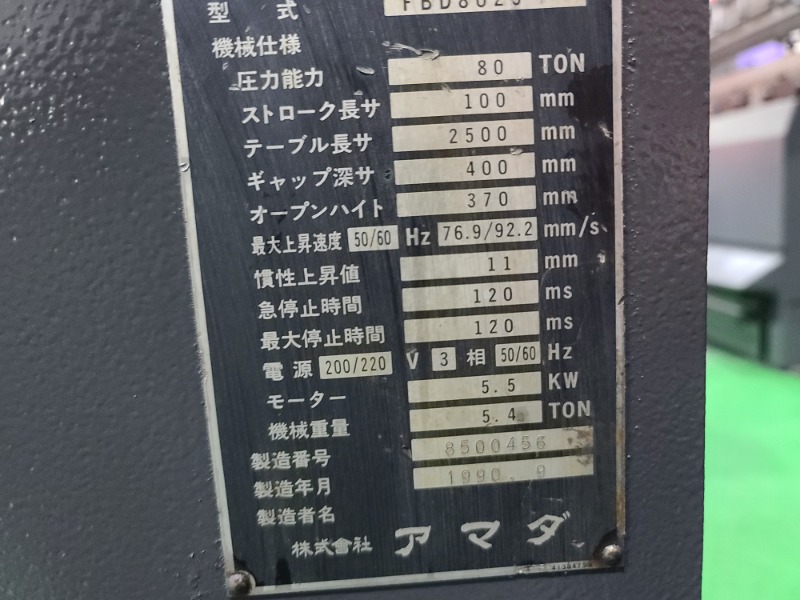 型式 FBD8025
機械仕様
圧力能力 80 TON
ストローク長サ 100 mm
テーブル長サ 2500 mm
ギャップ深サ 400 mm
オープンハイト 370 mm
最大上昇速度 50/60 Hz 76.9/92.2 mm/s
慣性上昇値 11 mm
急停止時間 120 ms
最大停止時間 120 ms
電源 200/220 V 3 相 50/60 Hz
モーター 5.5 KW
機械重量 5.4 TON
製造番号 8500456
製造年月 1990. 9
製造者名
株式會社 アマダ